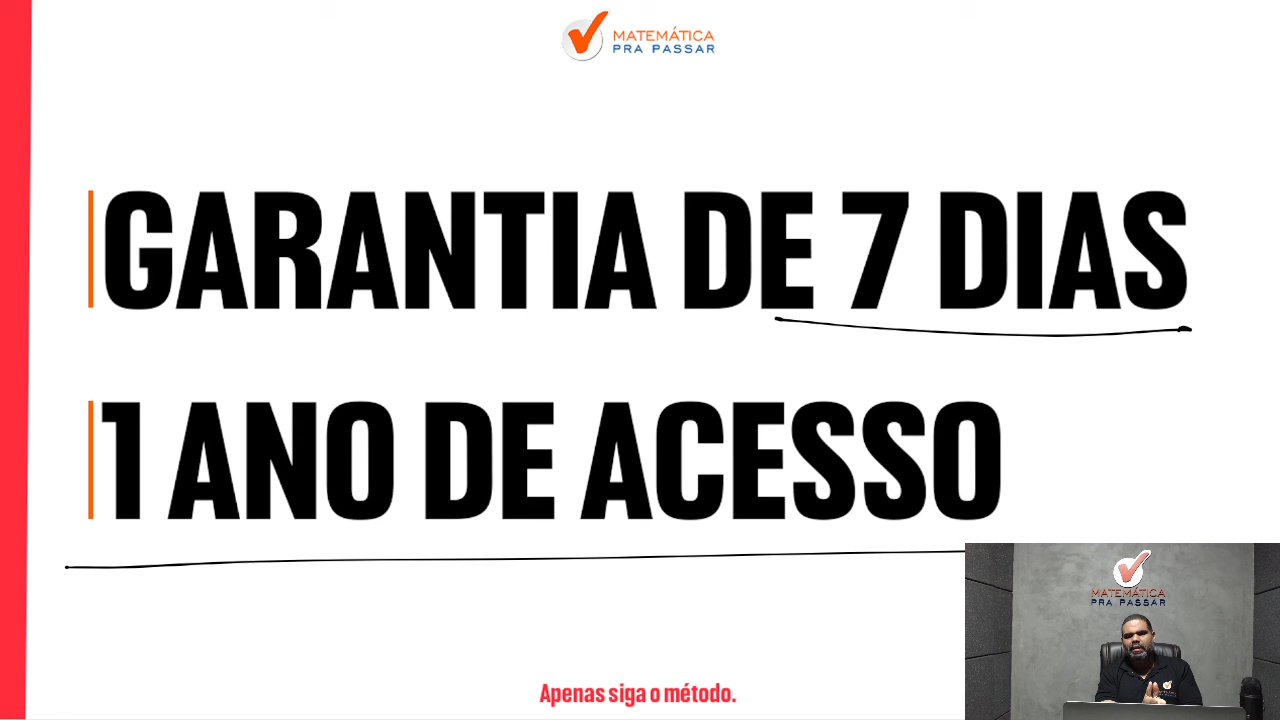 MATEMÁTICA
PRA PASSAR
GARANTIA DE 7 DIAS
1 ANO DE ACESSO
MATEMÁTICA
PRA PASSAR
Apenas siga o método.